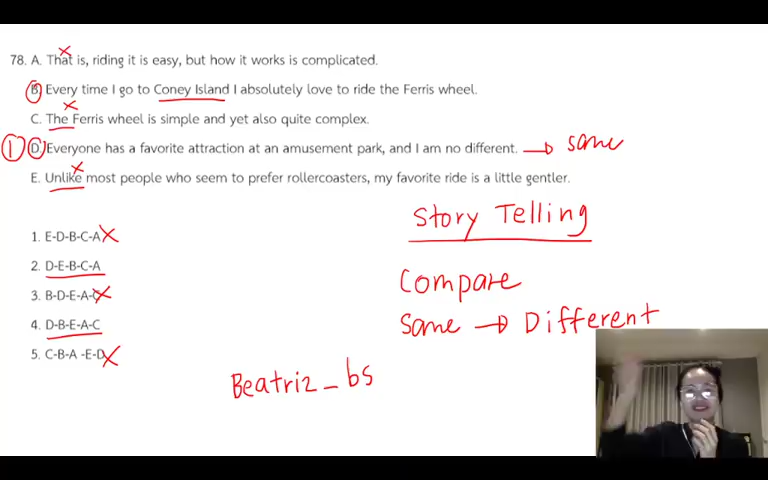 78. A. That is, riding it is easy, but how it works is complicated.
B. Every time I go to Coney Island I absolutely love to ride the Ferris wheel.
C. The Ferris wheel is simple and yet also quite complex.
1 D. Everyone has a favorite attraction at an amusement park, and I am no different. → same
E. Unlike most people who seem to prefer rollercoasters, my favorite ride is a little gentler.
Story Telling
1. E-D-B-C-A
2. D-E-B-C-A
Compare
3. B-D-E-A-C
4. D-B-E-A-C
Same → Different
5. C-B-A -E-D
Beatriz_bs